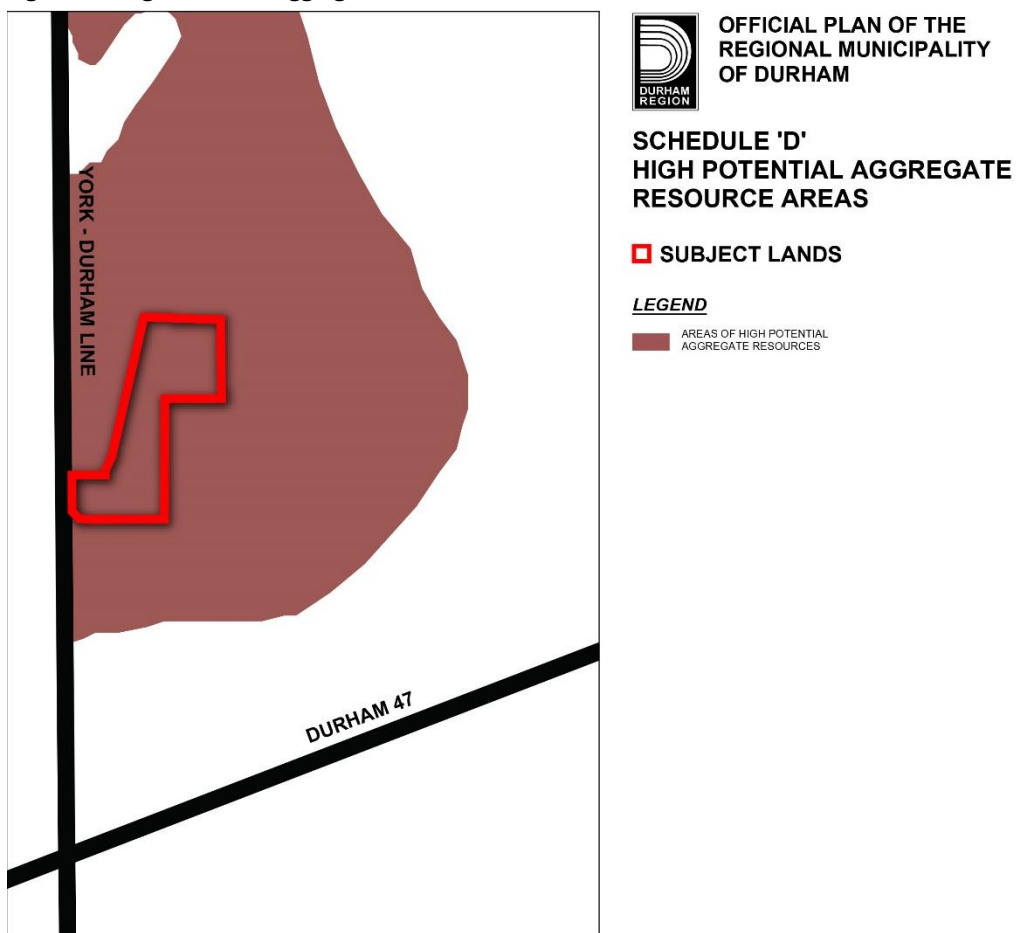 OFFICIAL PLAN OF THE
REGIONAL MUNICIPALITY
OF DURHAM
DURHAM
REGION
SCHEDULE 'D'
HIGH POTENTIAL AGGREGATE
RESOURCE AREAS
SUBJECT LANDS
LEGEND
AREAS OF HIGH POTENTIAL
AGGREGATE RESOURCES
YORK - DURHAM LINE
DURHAM 47